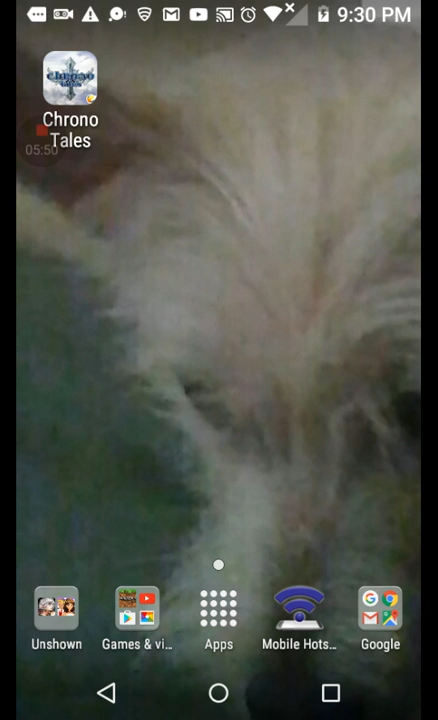 9:30 PM
Chrono
Tales
05:50
Unshown
Games & vi...
Apps
Mobile Hots...
Google